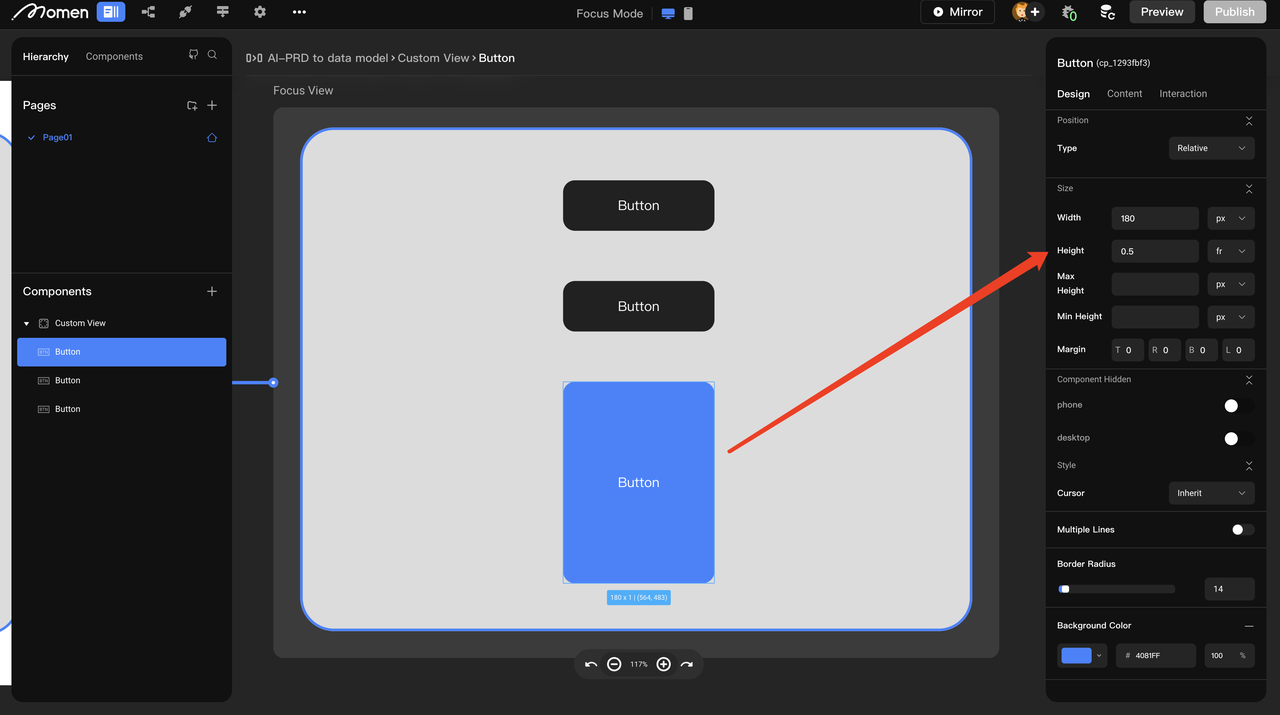 Momen
Focus Mode
Mirror
0
Preview
Publish
Hierarchy
Components
AI-PRD to data model › Custom View › Button
Focus View
Pages
Page01
Components
Custom View
Button
Button
Button
Button
Button
Button
180 x 1 | (564, 483)
117%
Button (cp_1293fbf3)
Design
Content
Interaction
Position
Type
Relative
Size
Width
180
px
Height
0.5
fr
Max
Height
px
Min Height
px
Margin
T 0
R 0
B 0
L 0
Component Hidden
phone
desktop
Style
Cursor
Inherit
Multiple Lines
Border Radius
14
Background Color
# 4081FF
100 %